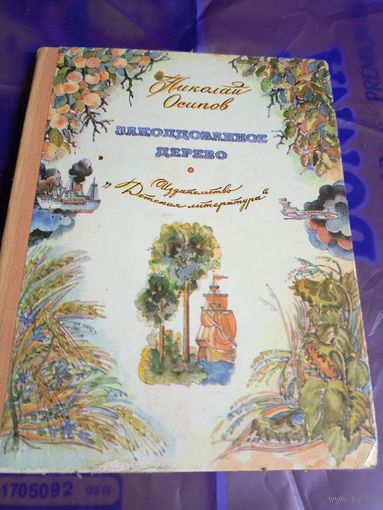 Николай
Осипов
ЗАКОЛДОВАННОЕ
ДЕРЕВО
„Издательство
Детская литература“
1705092